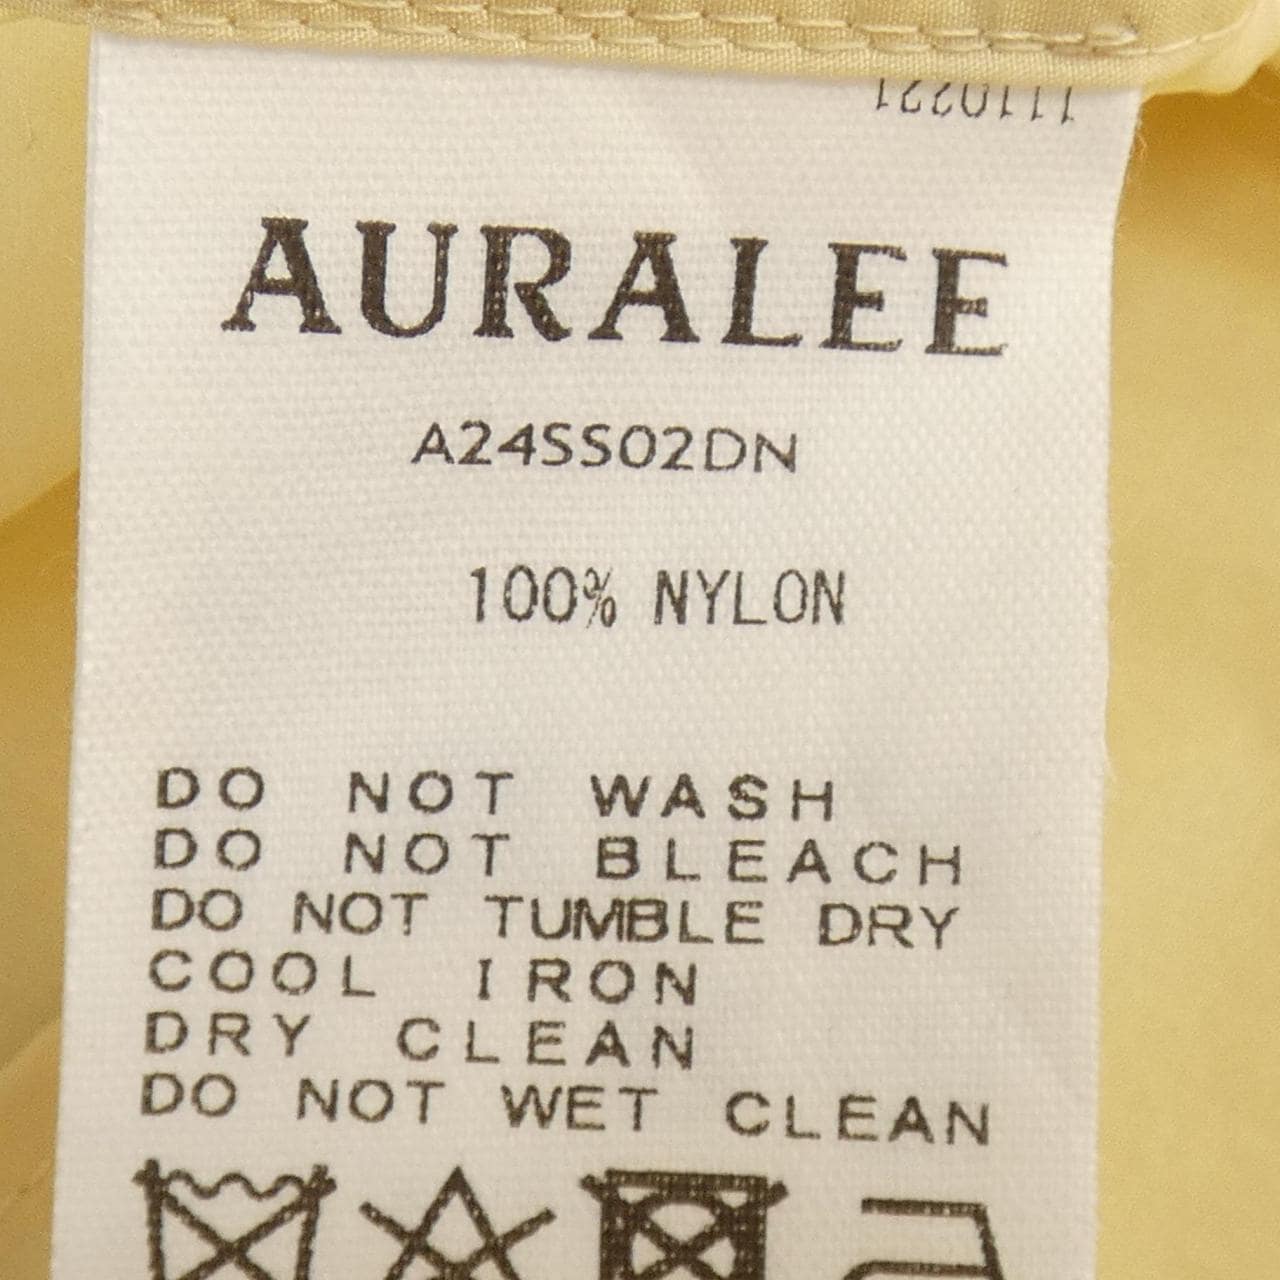 1110221
AURALEE
A24SS02DN
100% NYLON
DO NOT WASH
DO NOT BLEACH
DO NOT TUMBLE DRY
COOL IRON
DRY CLEAN
DO NOT WET CLEAN